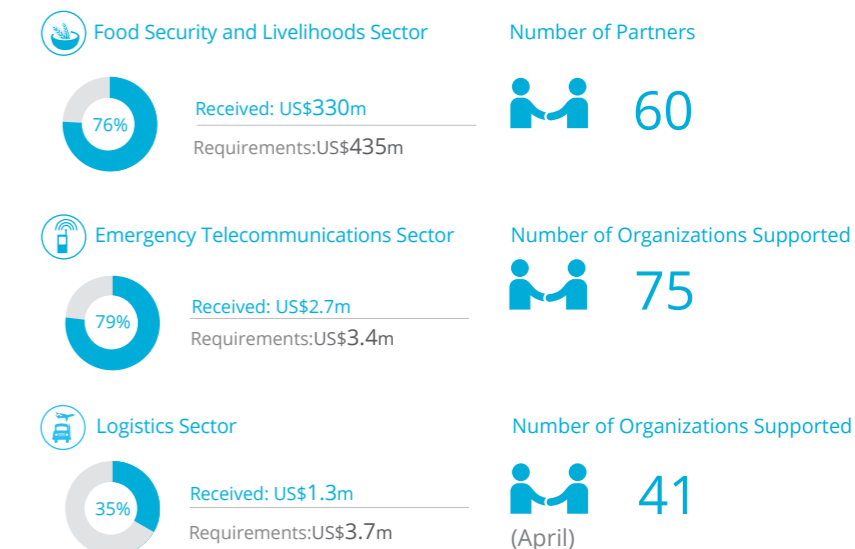 Food Security and Livelihoods Sector
Number of Partners
76%
Received: US$330m
Requirements:US$435m
60
Emergency Telecommunications Sector
Number of Organizations Supported
79%
Received: US$2.7m
Requirements:US$3.4m
75
Logistics Sector
Number of Organizations Supported
35%
Received: US$1.3m
Requirements:US$3.7m
41
(April)